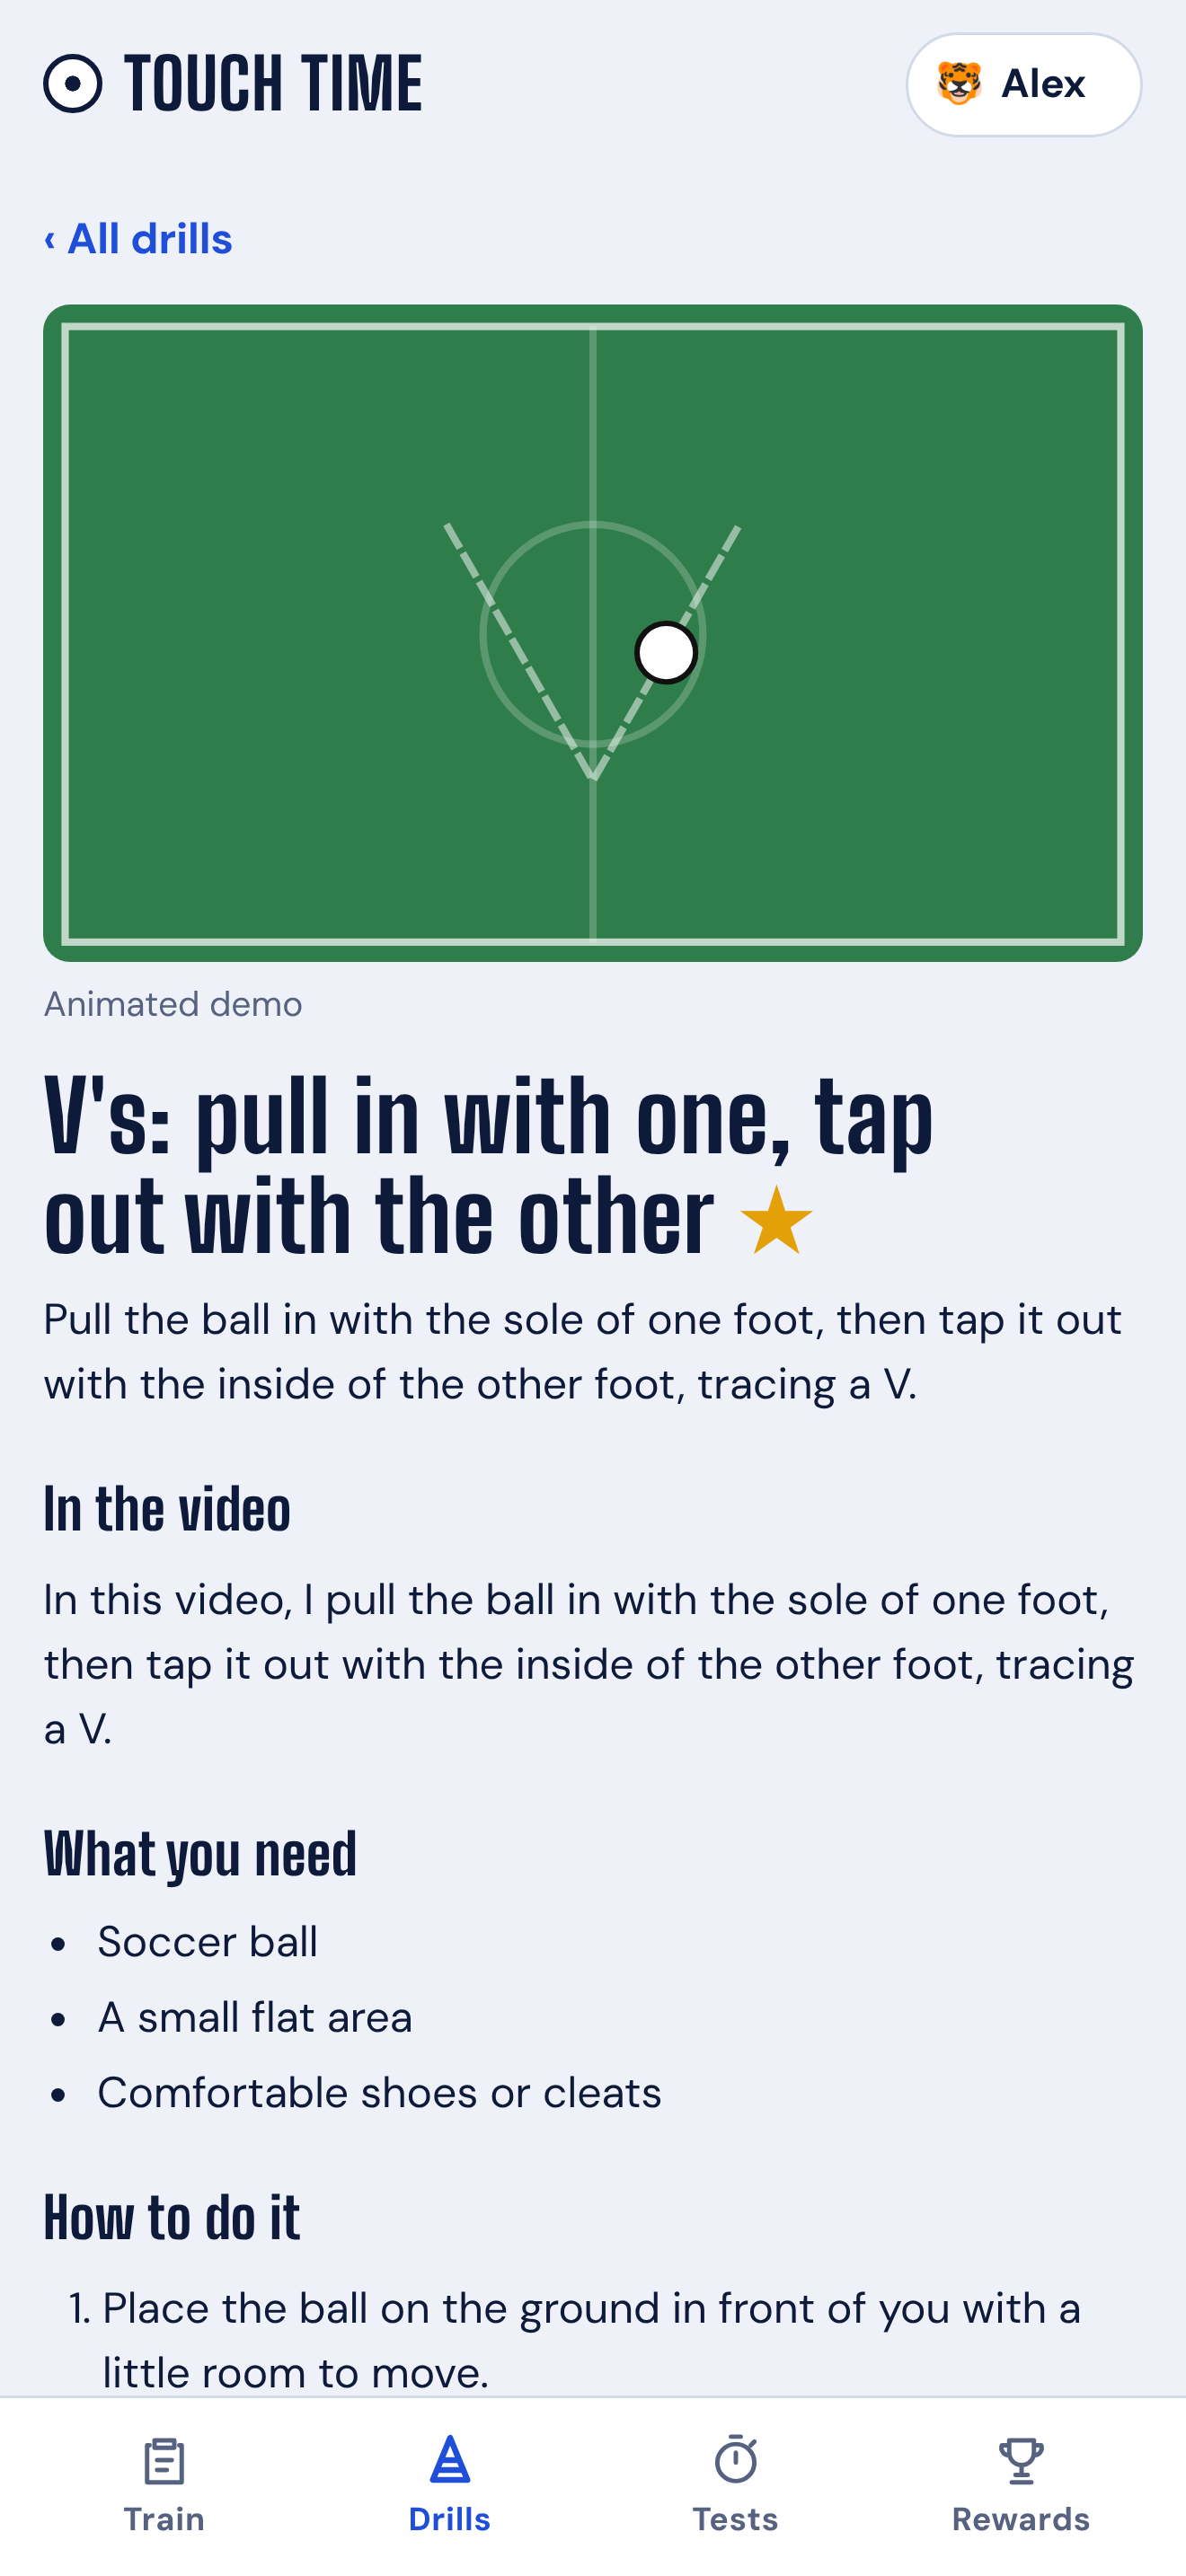 TOUCH TIME
🐯 Alex
‹ All drills
Animated demo
V's: pull in with one, tap
out with the other ★
Pull the ball in with the sole of one foot, then tap it out
with the inside of the other foot, tracing a V.
In the video
In this video, I pull the ball in with the sole of one foot,
then tap it out with the inside of the other foot, tracing
a V.
What you need
• Soccer ball
• A small flat area
• Comfortable shoes or cleats
How to do it
1. Place the ball on the ground in front of you with a
little room to move.
Train
Drills
Tests
Rewards